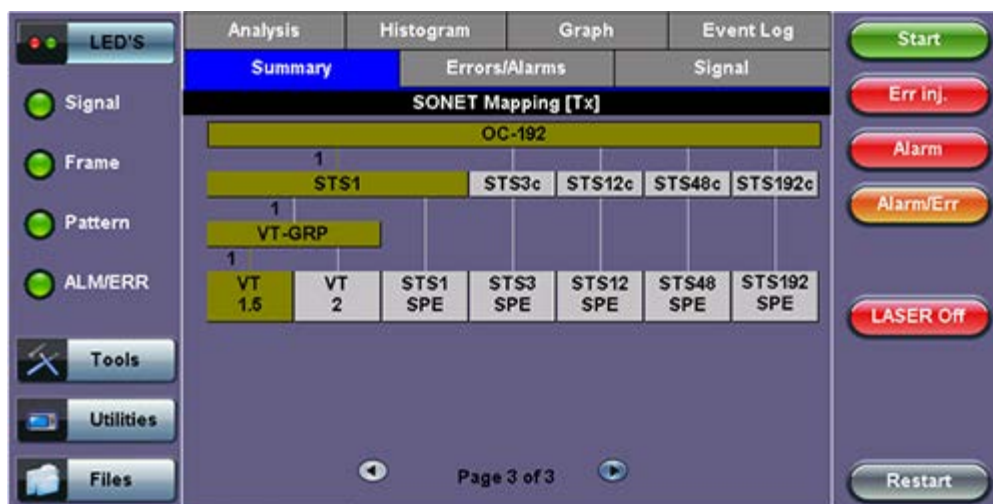 LED'S
Signal
Frame
Pattern
ALM/ERR
Tools
Utilities
Files
Analysis Histogram Graph Event Log
Summary Errors/Alarms Signal
SONET Mapping [Tx]
OC-192
1
STS1 STS3c STS12c STS48c STS192c
1
VT-GRP
1
VT 1.5 VT 2 STS1 SPE STS3 SPE STS12 SPE STS48 SPE STS192 SPE
Page 3 of 3
Start
Err inj.
Alarm
Alarm/Err
LASER Off
Restart